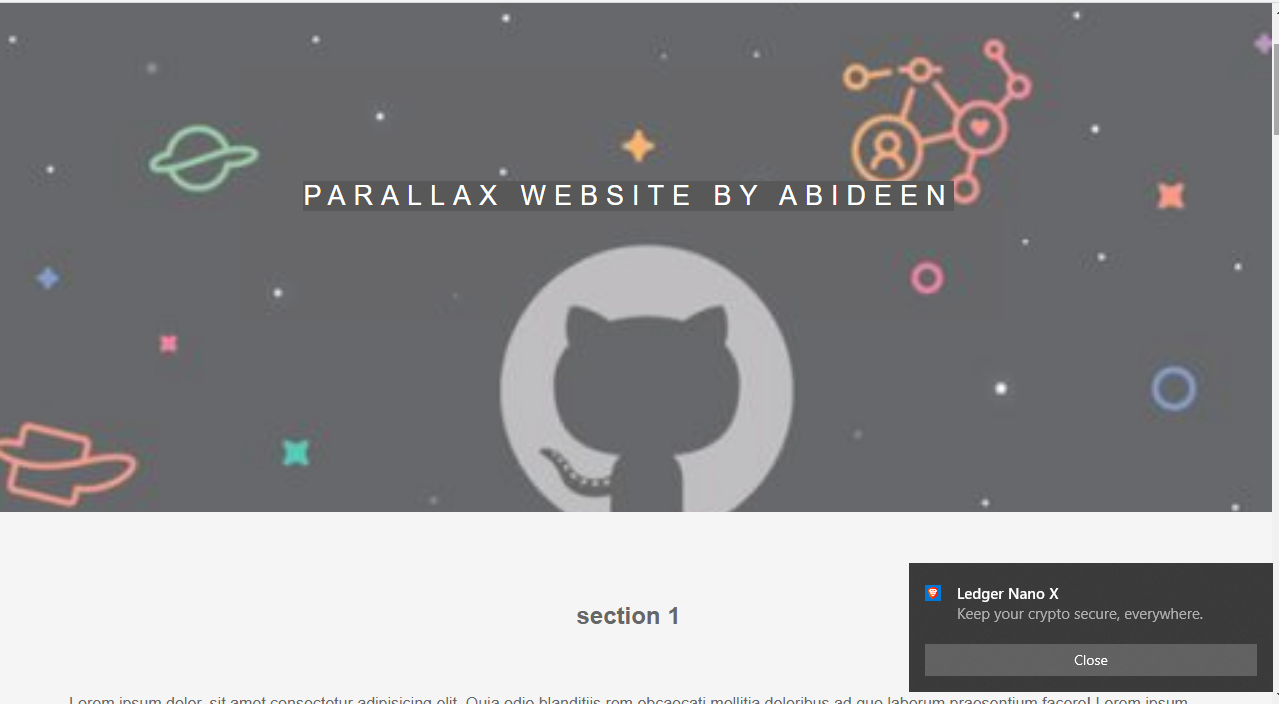 PARALLAX WEBSITE BY ABIDEEN
section 1
Ledger Nano X
Keep your crypto secure, everywhere.
Close
Lorem ipsum dolor, sit amet consectetur adipisicing elit. Quia odio blanditiis rem obcaecati mollitia doloribus ad quo laborum praesentium facere! Lorem ipsum